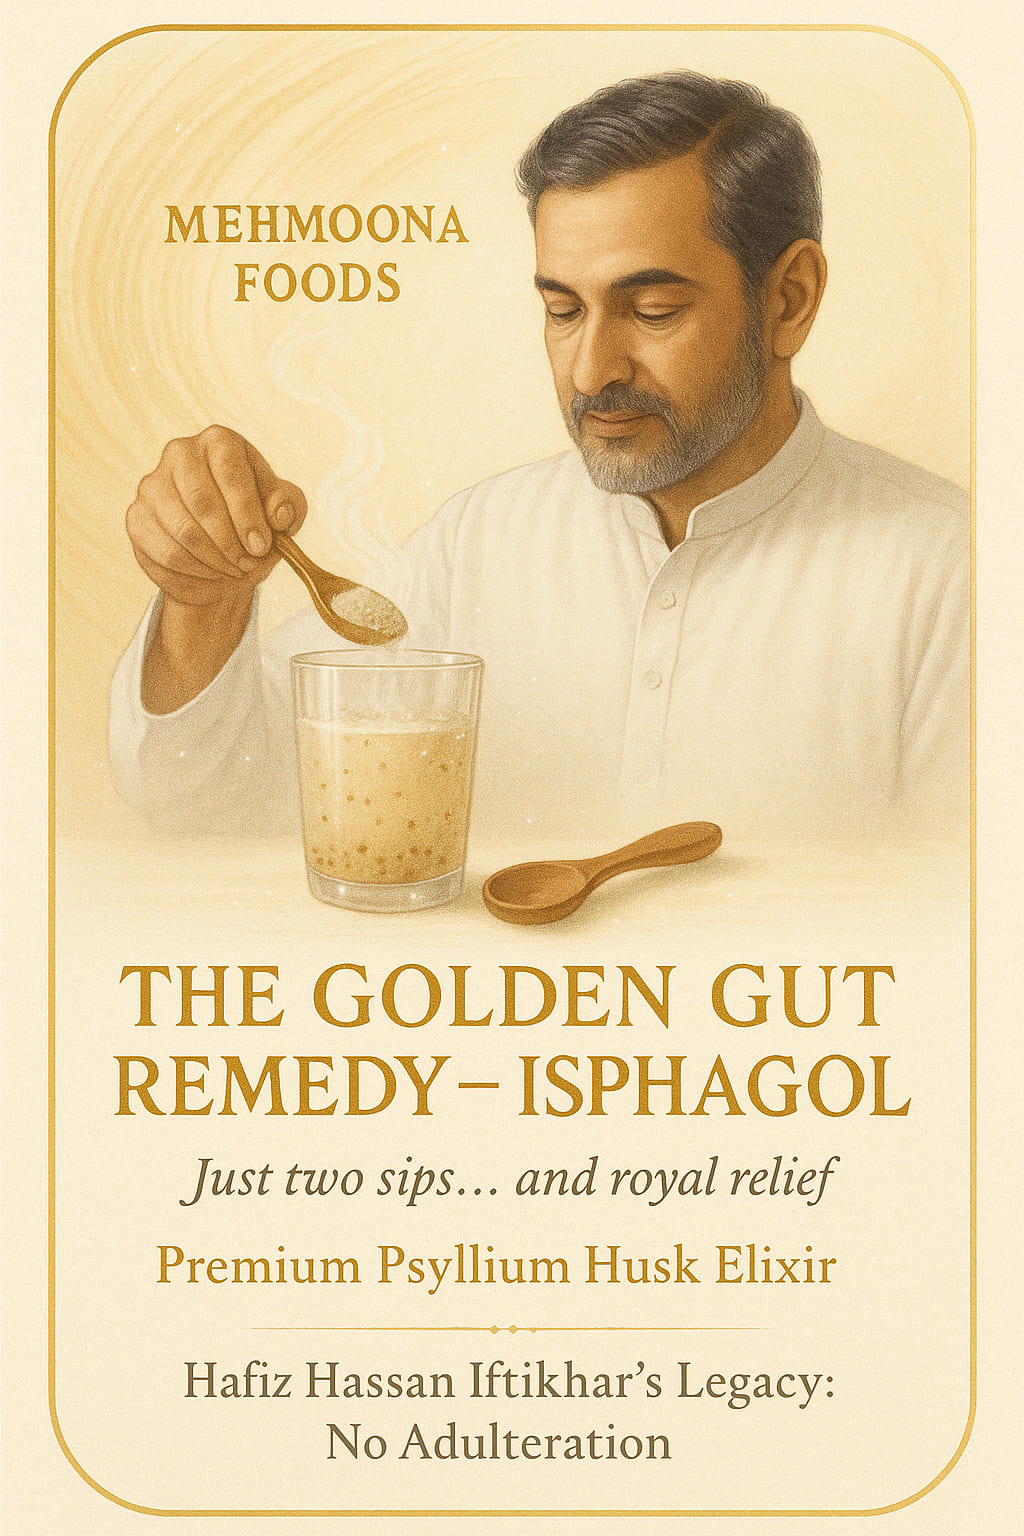 MEHMOONA
FOODS
THE GOLDEN GUT
REMEDY – ISPHAGOL
Just two sips... and royal relief
Premium Psyllium Husk Elixir
Hafiz Hassan Iftikhar's Legacy:
No Adulteration